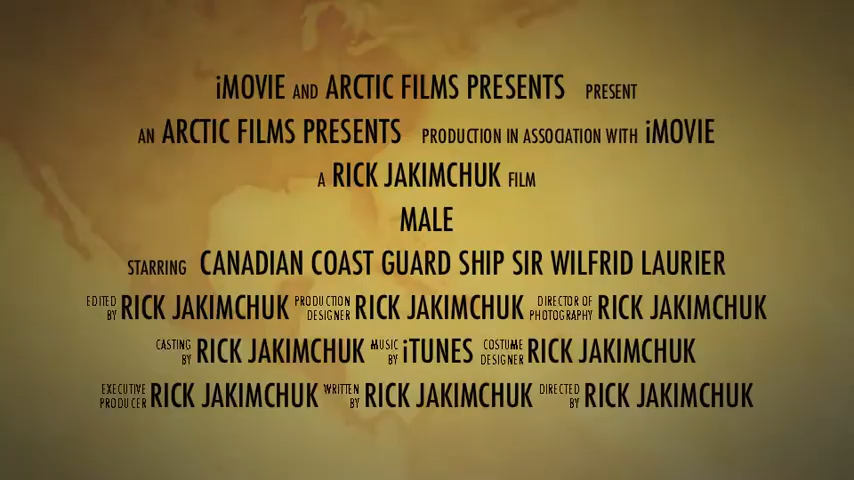 iMOVIE AND ARCTIC FILMS PRESENTS PRESENT
AN ARCTIC FILMS PRESENTS PRODUCTION IN ASSOCIATION WITH iMOVIE
A RICK JAKIMCHUK FILM
MALE
STARRING CANADIAN COAST GUARD SHIP SIR WILFRID LAURIER
EDITED BY RICK JAKIMCHUK PRODUCTION DESIGNER RICK JAKIMCHUK DIRECTOR OF PHOTOGRAPHY RICK JAKIMCHUK
CASTING BY RICK JAKIMCHUK MUSIC BY iTUNES COSTUME DESIGNER RICK JAKIMCHUK
EXECUTIVE PRODUCER RICK JAKIMCHUK WRITTEN BY RICK JAKIMCHUK DIRECTED BY RICK JAKIMCHUK